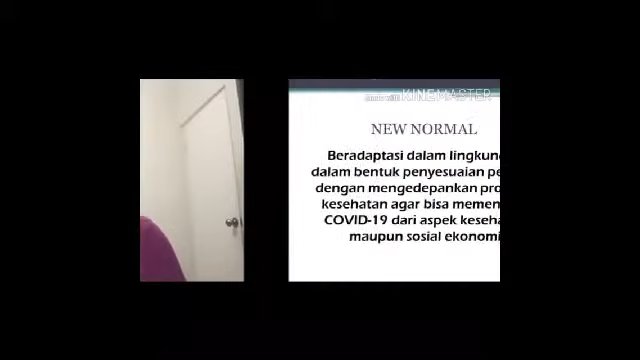 Made with KINEMASTER
NEW NORMAL
Beradaptasi dalam lingkun
dalam bentuk penyesuaian pe
dengan mengedepankan pro
kesehatan agar bisa memen
COVID-19 dari aspek keseha
maupun sosial ekonomi